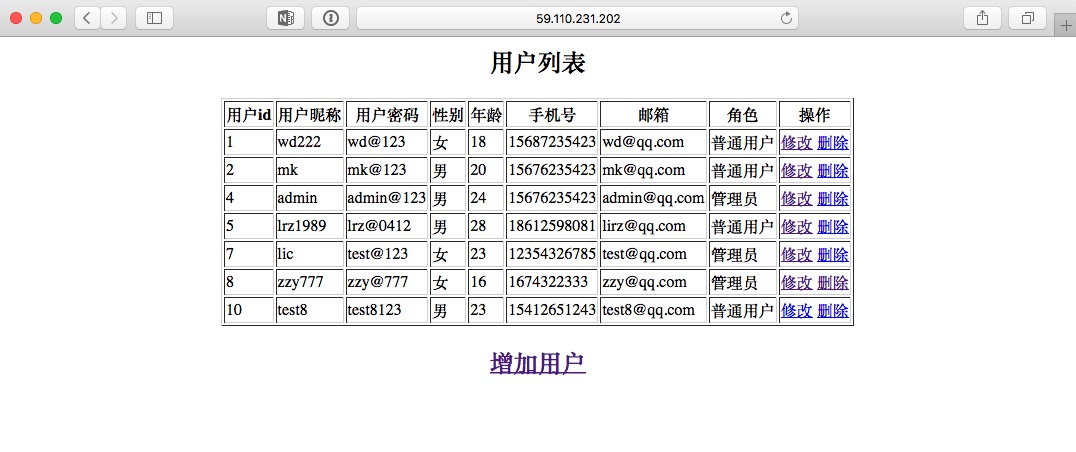 59.110.231.202
用户列表
用户id 用户昵称 用户密码 性别 年龄 手机号 邮箱 角色 操作
1 wd222 wd@123 女 18 15687235423 wd@qq.com 普通用户 修改 删除
2 mk mk@123 男 20 15676235423 mk@qq.com 普通用户 修改 删除
4 admin admin@123 男 24 15676235423 admin@qq.com 管理员 修改 删除
5 lrz1989 lrz@0412 男 28 18612598081 lirz@qq.com 普通用户 修改 删除
7 lic test@123 女 23 12354326785 test@qq.com 管理员 修改 删除
8 zzy777 zzy@777 女 16 1674322333 zzy@qq.com 管理员 修改 删除
10 test8 test8123 男 23 15412651243 test8@qq.com 普通用户 修改 删除
增加用户